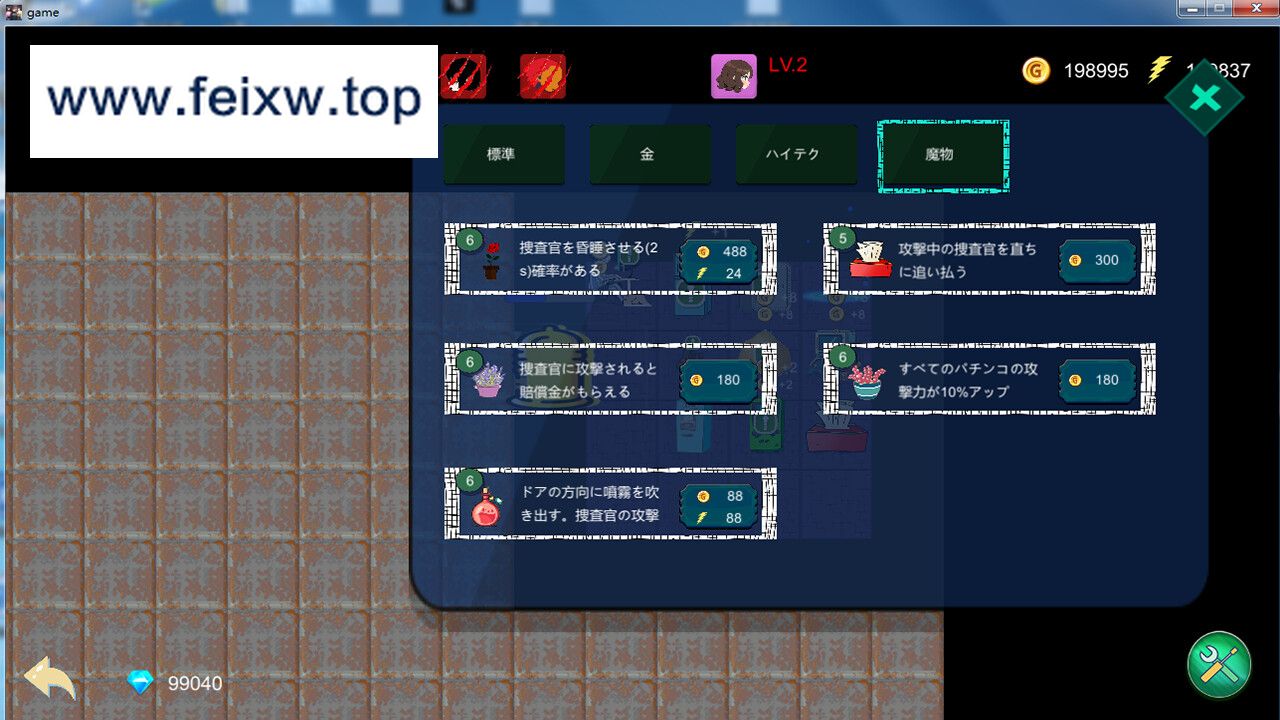 game
www.feixw.top
LV.2
198995
標準
金
ハイテク
魔物
6
捜査官を昏睡させる(2
s)確率がある
488
24
5
攻撃中の捜査官を直ち
に追い払う
300
6
捜査官に攻撃されると
賠償金がもらえる
180
6
すべてのパチンコの攻
撃力が10%アップ
180
6
ドアの方向に噴霧を吹
き出す。捜査官の攻撃
88
88
99040